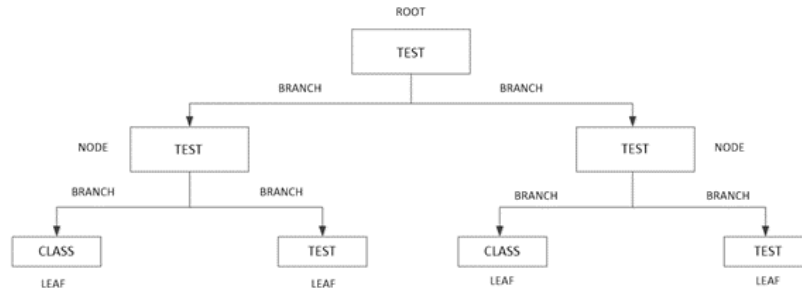 ROOT
TEST
BRANCH BRANCH
NODE TEST TEST NODE
BRANCH BRANCH BRANCH BRANCH
CLASS TEST CLASS TEST
LEAF LEAF LEAF LEAF